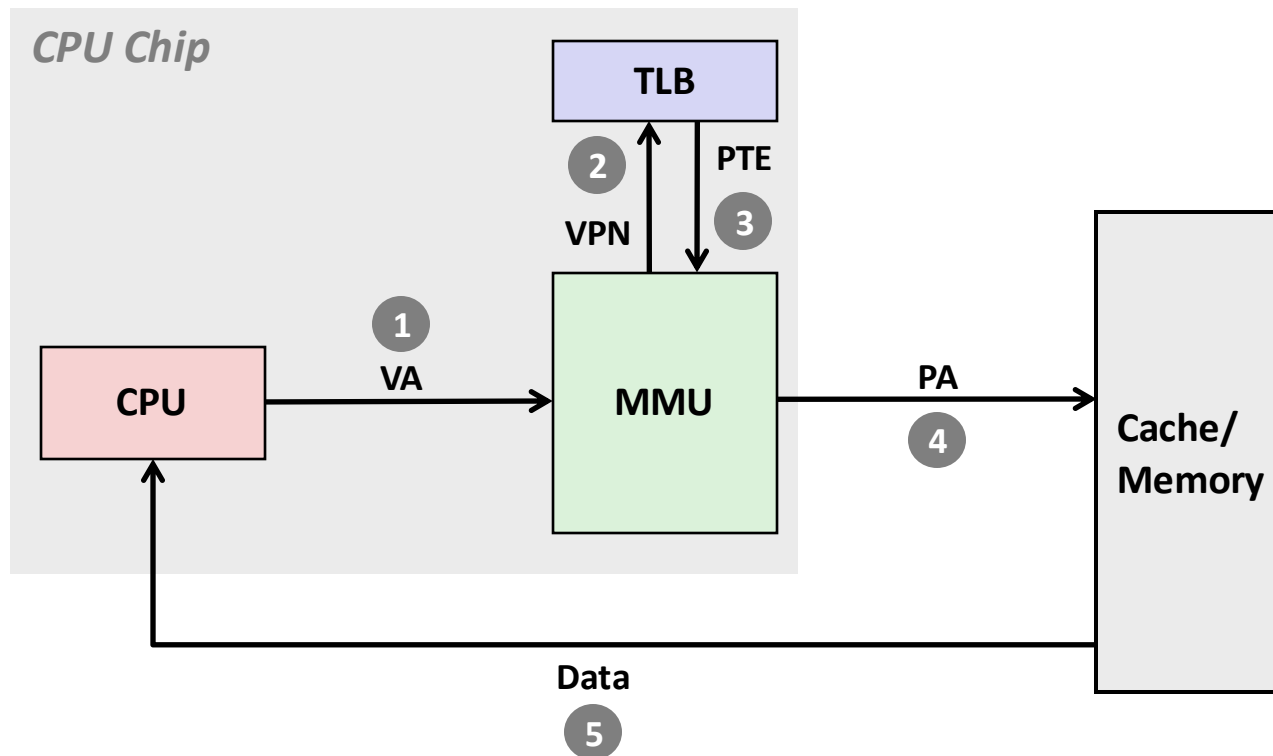 CPU Chip
TLB
2
PTE
3
VPN
1
VA
CPU
MMU
PA
4
Cache/
Memory
Data
5